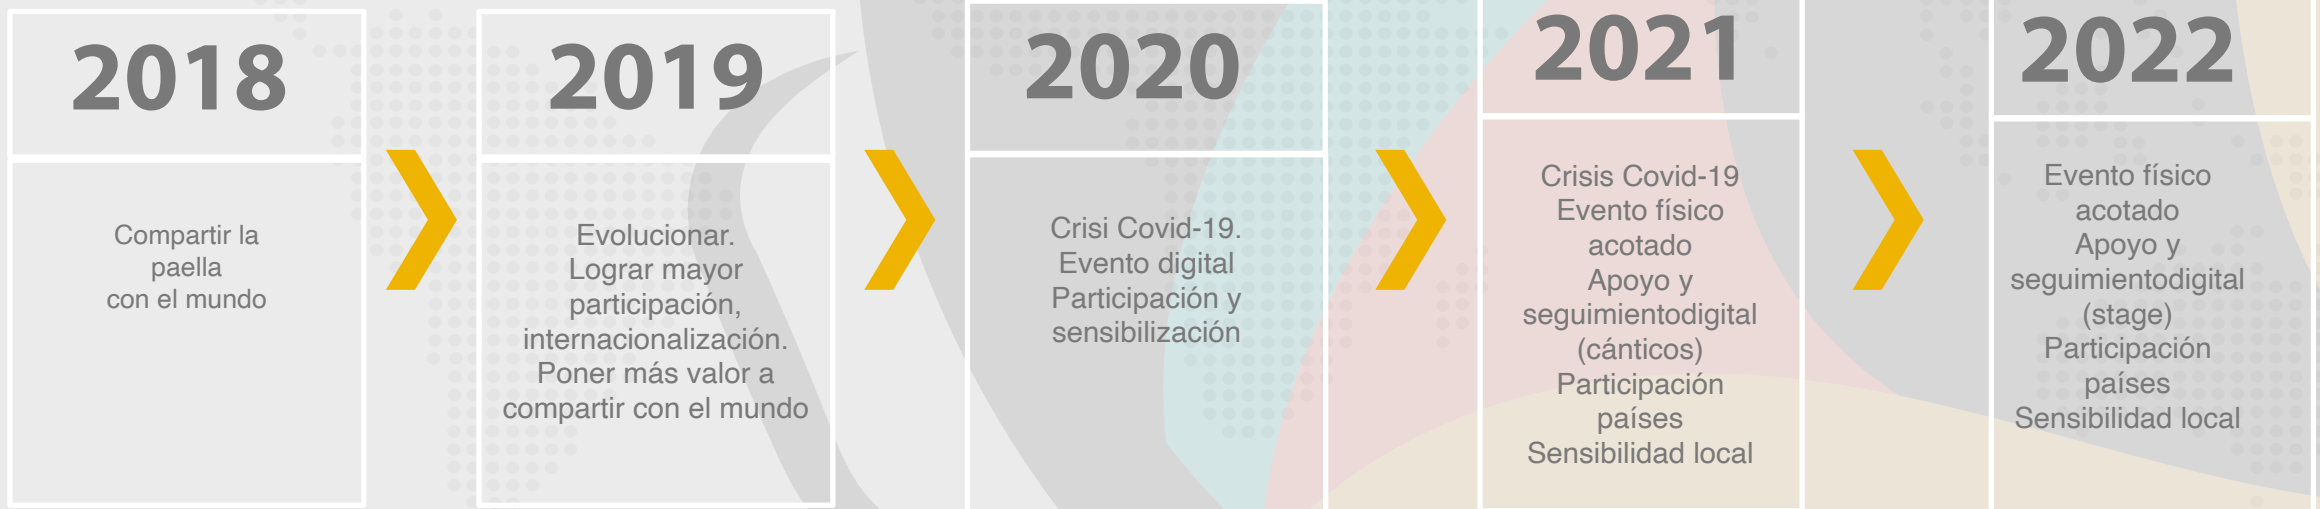 2018
Compartir la
paella
con el mundo
2019
Evolucionar.
Lograr mayor
participación,
internacionalización.
Poner más valor a
compartir con el mundo
2020
Crisi Covid-19.
Evento digital
Participación y
sensibilización
2021
Crisis Covid-19
Evento físico
acotado
Apoyo y
seguimientodigital
(cánticos)
Participación
países
Sensibilidad local
2022
Evento físico
acotado
Apoyo y
seguimientodigital
(stage)
Participación
países
Sensibilidad local